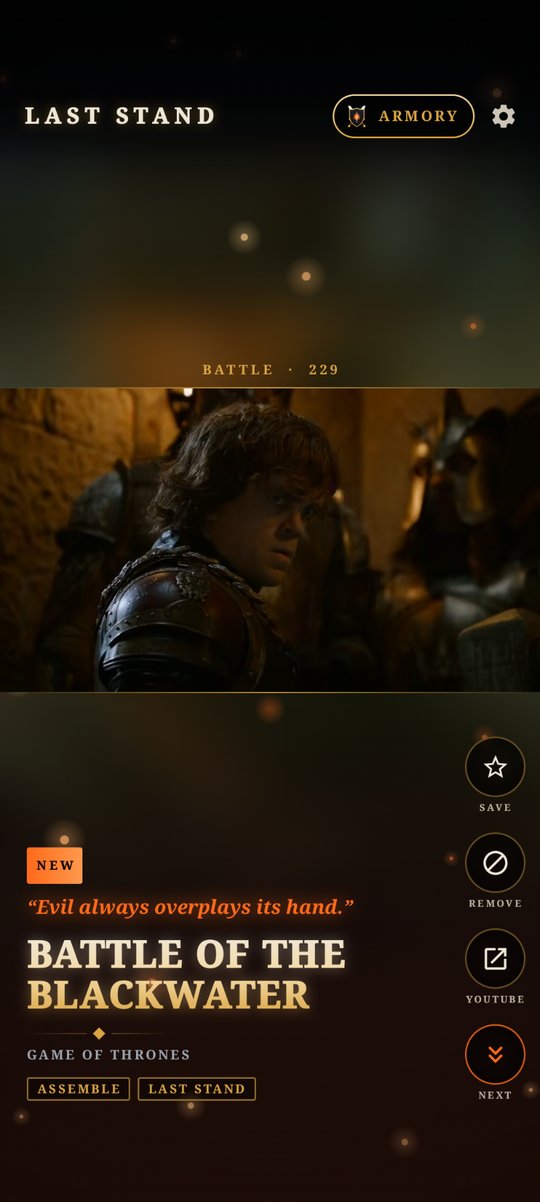 LAST STAND
ARMORY
BATTLE · 229
SAVE
REMOVE
YOUTUBE
NEXT
NEW
“Evil always overplays its hand.”
BATTLE OF THE
BLACKWATER
GAME OF THRONES
ASSEMBLE
LAST STAND